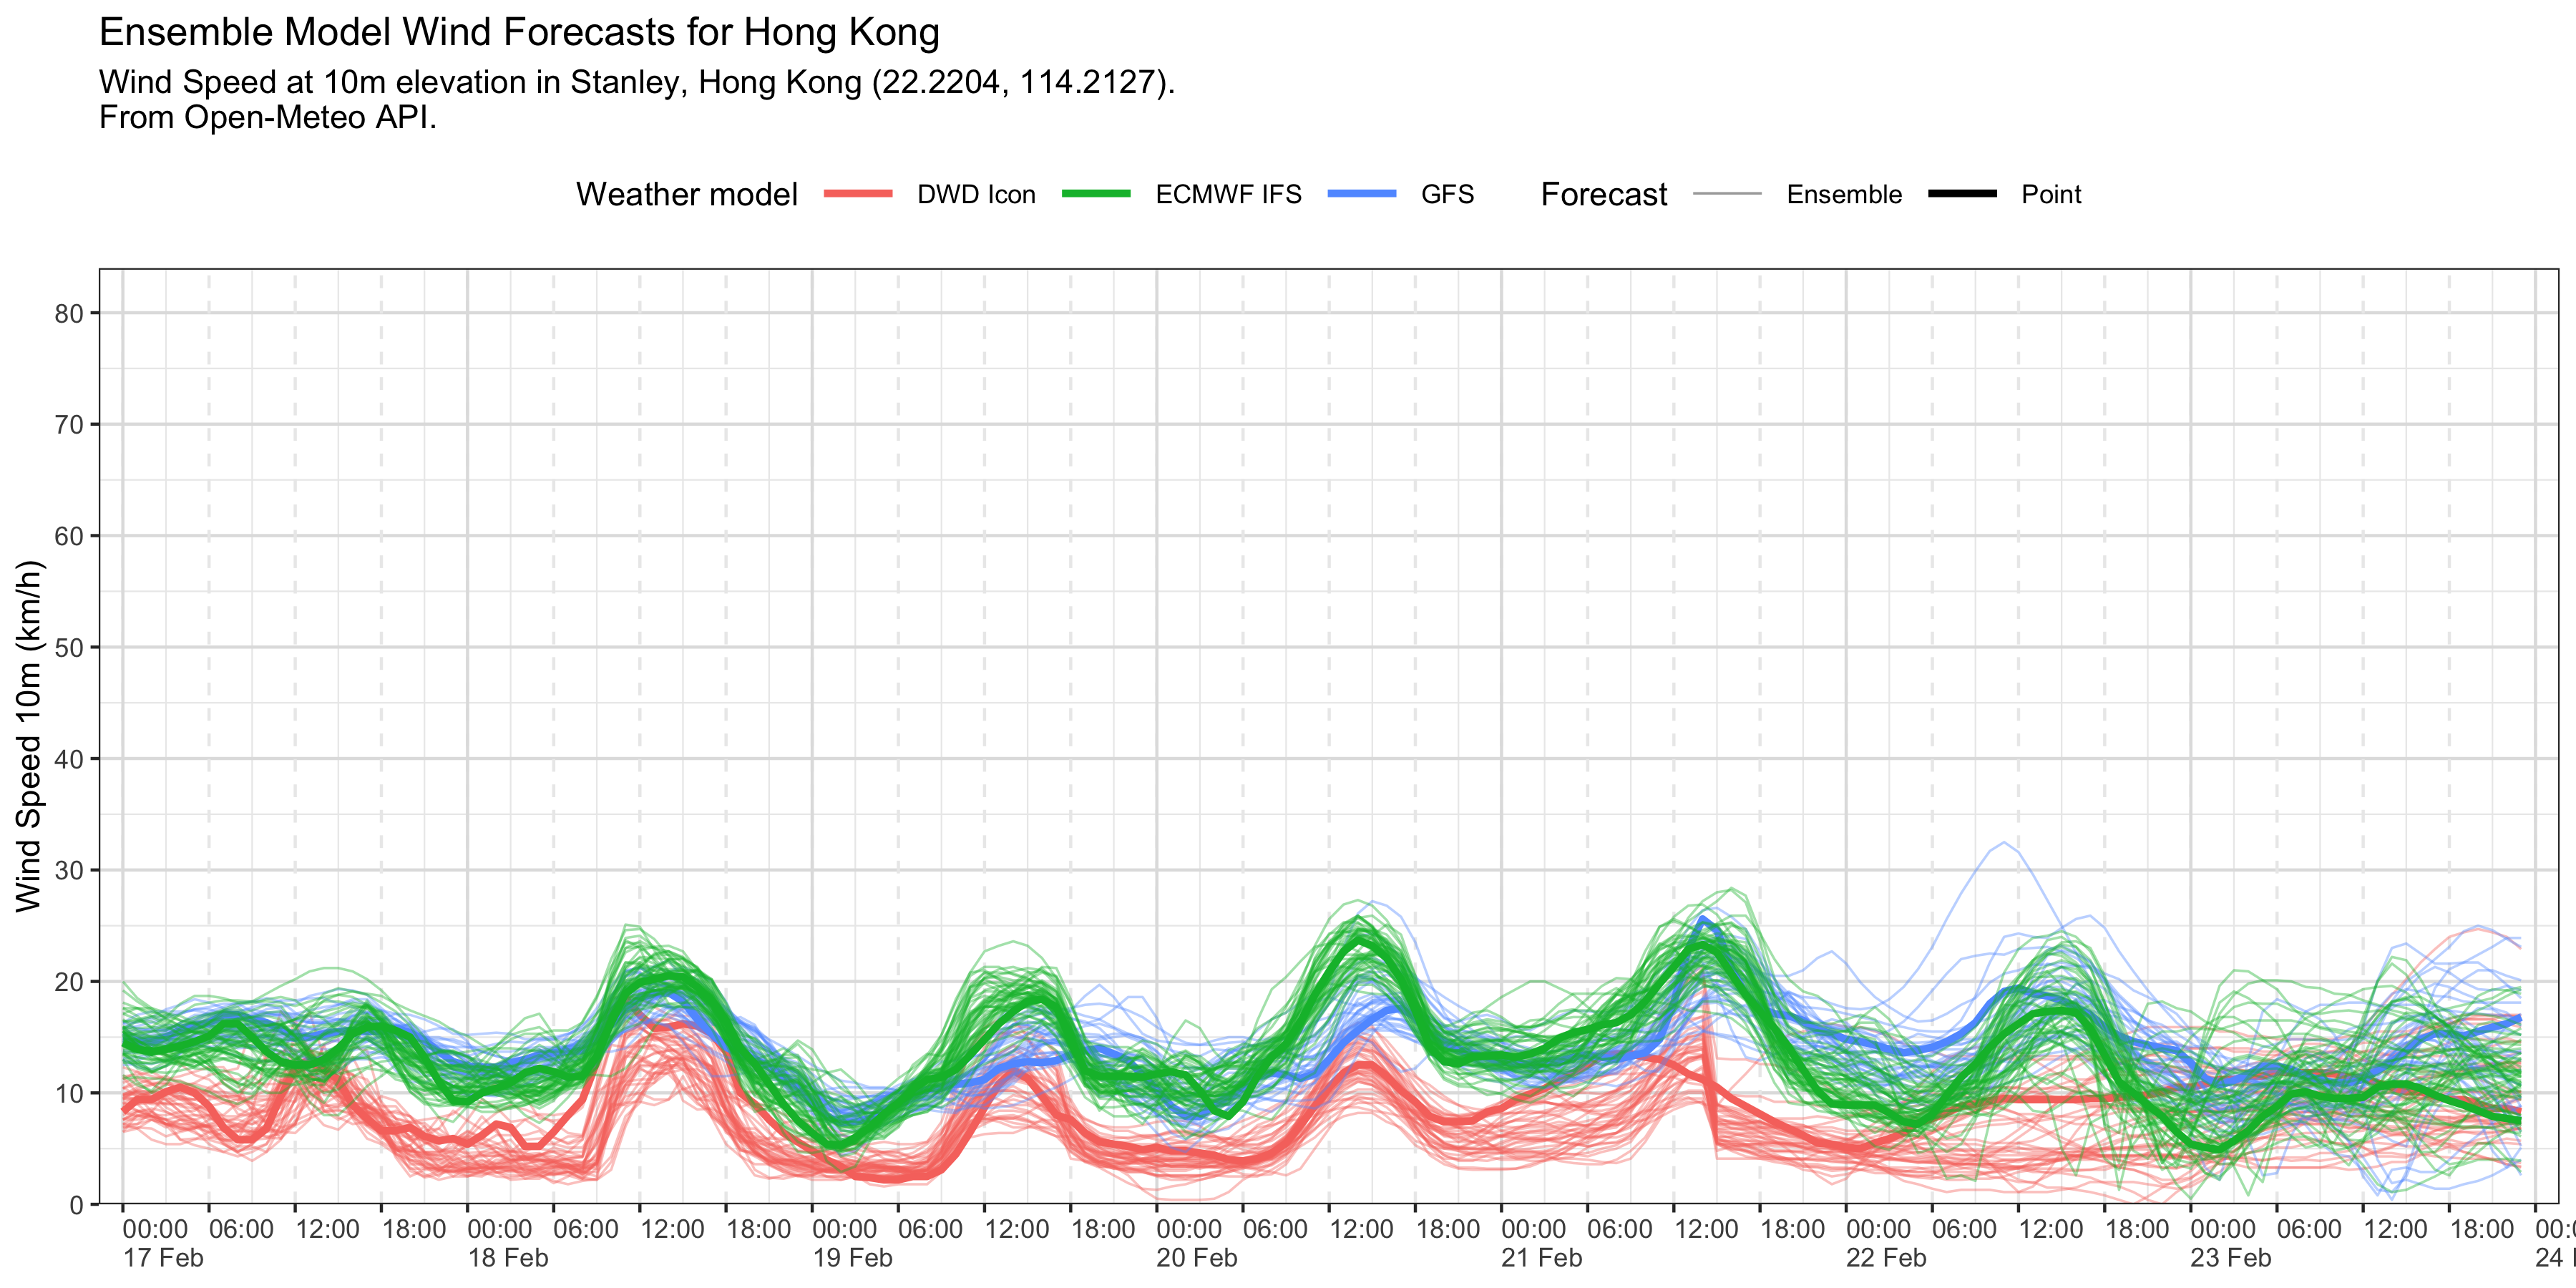 Ensemble Model Wind Forecasts for Hong Kong
Wind Speed at 10m elevation in Stanley, Hong Kong (22.2204, 114.2127).
From Open-Meteo API.
Weather model DWD Icon ECMWF IFS GFS Forecast Ensemble Point
Wind Speed 10m (km/h)
80
70
60
50
40
30
20
10
0
00:00 06:00 12:00 18:00 00:00 06:00 12:00 18:00 00:00 06:00 12:00 18:00 00:00 06:00 12:00 18:00 00:00 06:00 12:00 18:00 00:00 06:00 12:00 18:00 00:00 06:00 12:00 18:00
17 Feb 18 Feb 19 Feb 20 Feb 21 Feb 22 Feb 23 Feb 24